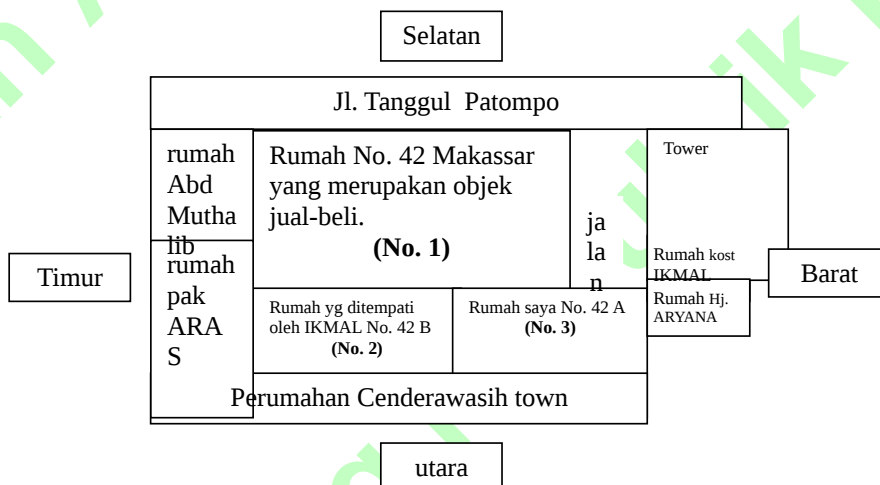 Selatan
Jl. Tanggul Patompo
rumah
Abd
Mutha
lib
Rumah No. 42 Makassar
yang merupakan objek
jual-beli.
(No. 1)
ja
la
n
Tower
Rumah kost
IKMAL
Timur
rumah
pak
ARA
S
Rumah yg ditempati
oleh IKMAL No. 42 B
(No. 2)
Rumah saya No. 42 A
(No. 3)
Rumah Hj.
ARYANA
Barat
Perumahan Cenderawasih town
utara